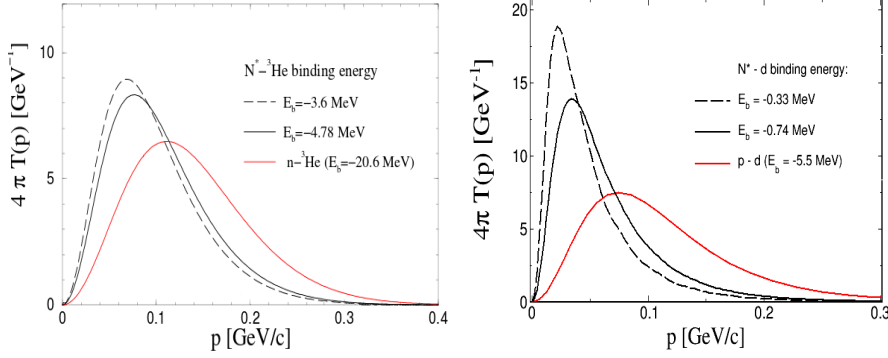 12
8
4
0
4 π T(p) [GeV⁻¹]
N*-³He binding energy
E_b=-3.6 MeV
E_b=-4.78 MeV
n-³He (E_b=-20.6 MeV)
0 0.1 0.2 0.3 0.4
p [GeV/c]
20
15
10
5
0
4π T(p) [GeV⁻¹]
N* - d binding energy:
E_b = -0.33 MeV
E_b = -0.74 MeV
p - d (E_b = -5.5 MeV)
0 0.1 0.2 0.3
p [GeV/c]